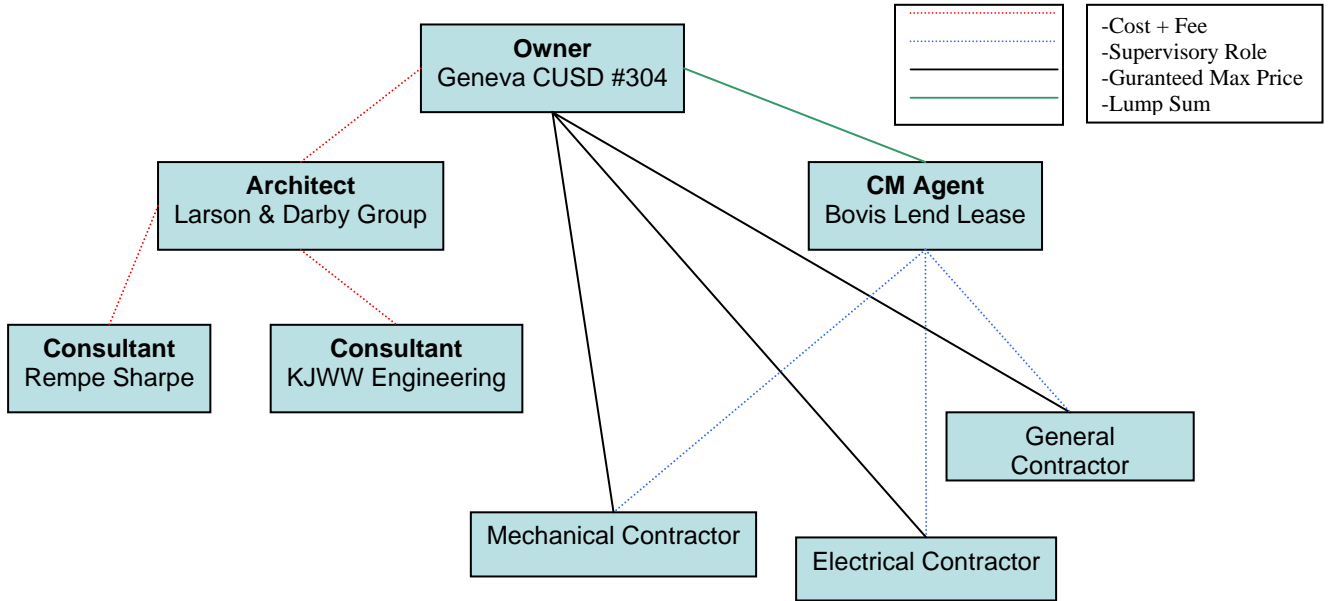 Owner
Geneva CUSD #304
-Cost + Fee
-Supervisory Role
-Guranteed Max Price
-Lump Sum
Architect
Larson & Darby Group
CM Agent
Bovis Lend Lease
Consultant
Rempe Sharpe
Consultant
KJWW Engineering
General
Contractor
Mechanical Contractor
Electrical Contractor